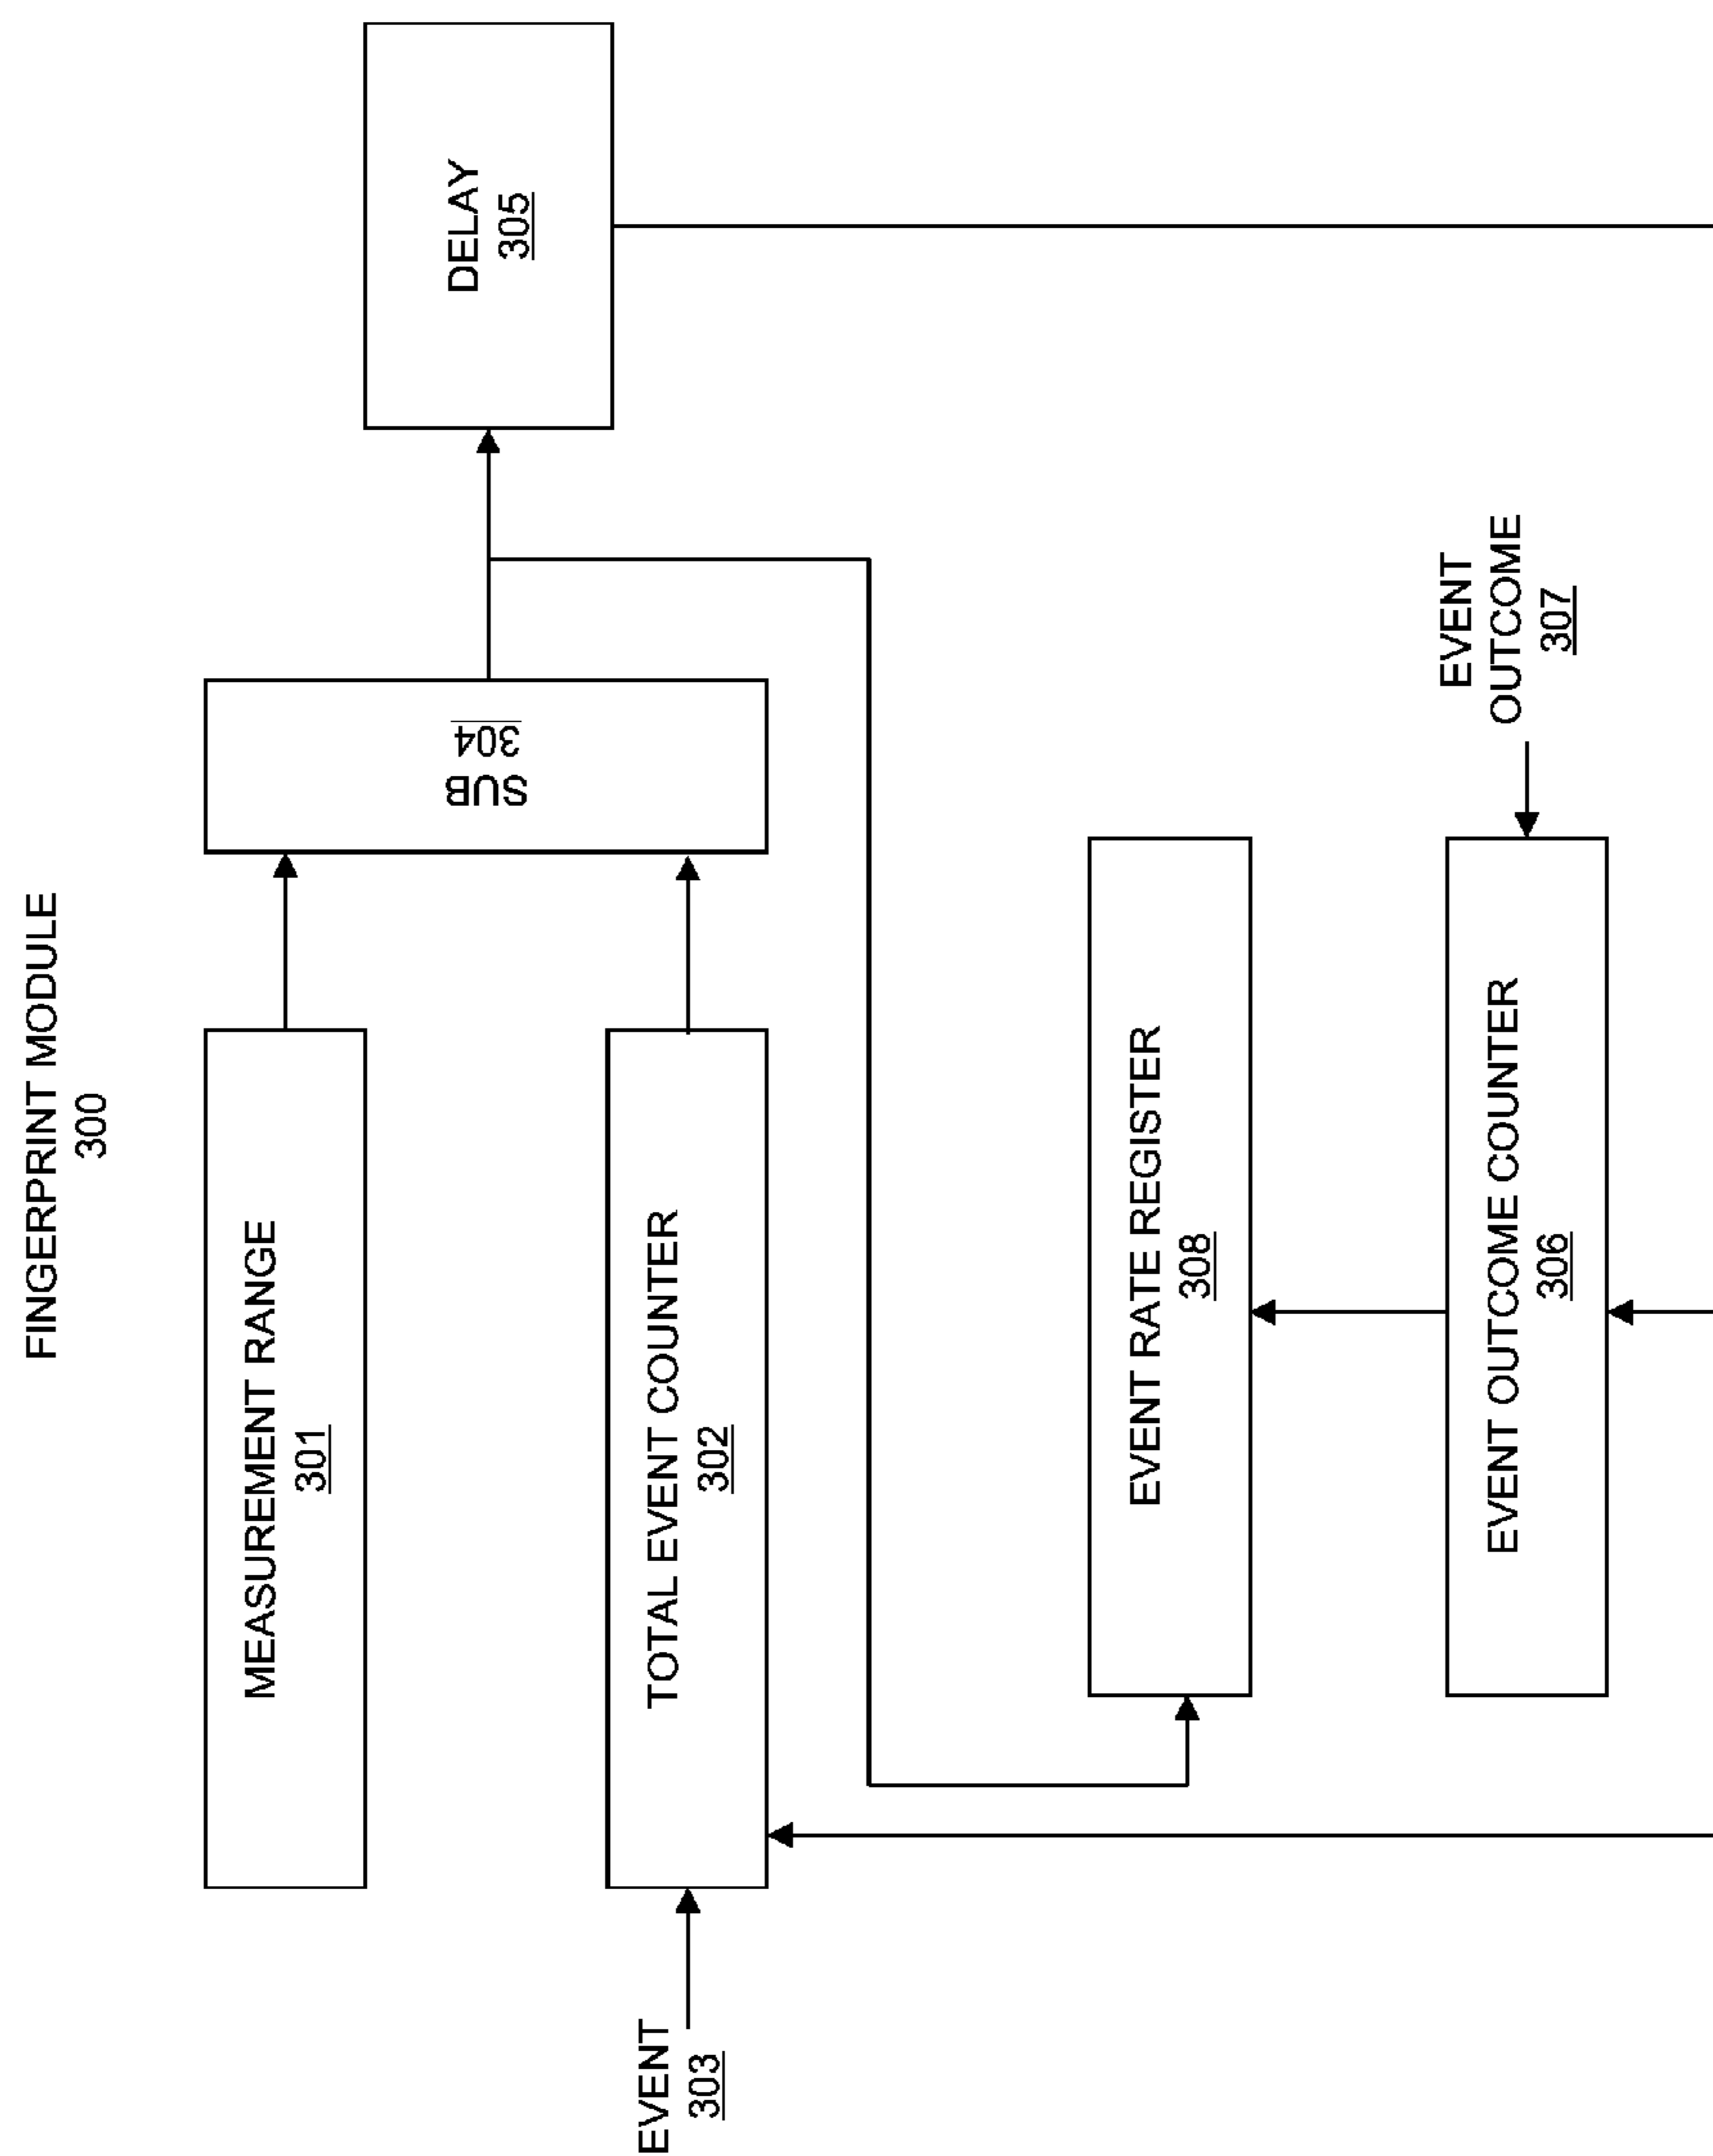 FINGERPRINT MODULE
300
MEASUREMENT RANGE
301
TOTAL EVENT COUNTER
302
EVENT
303
SUB
304
DELAY
305
EVENT RATE REGISTER
308
EVENT OUTCOME COUNTER
306
EVENT
OUTCOME
307